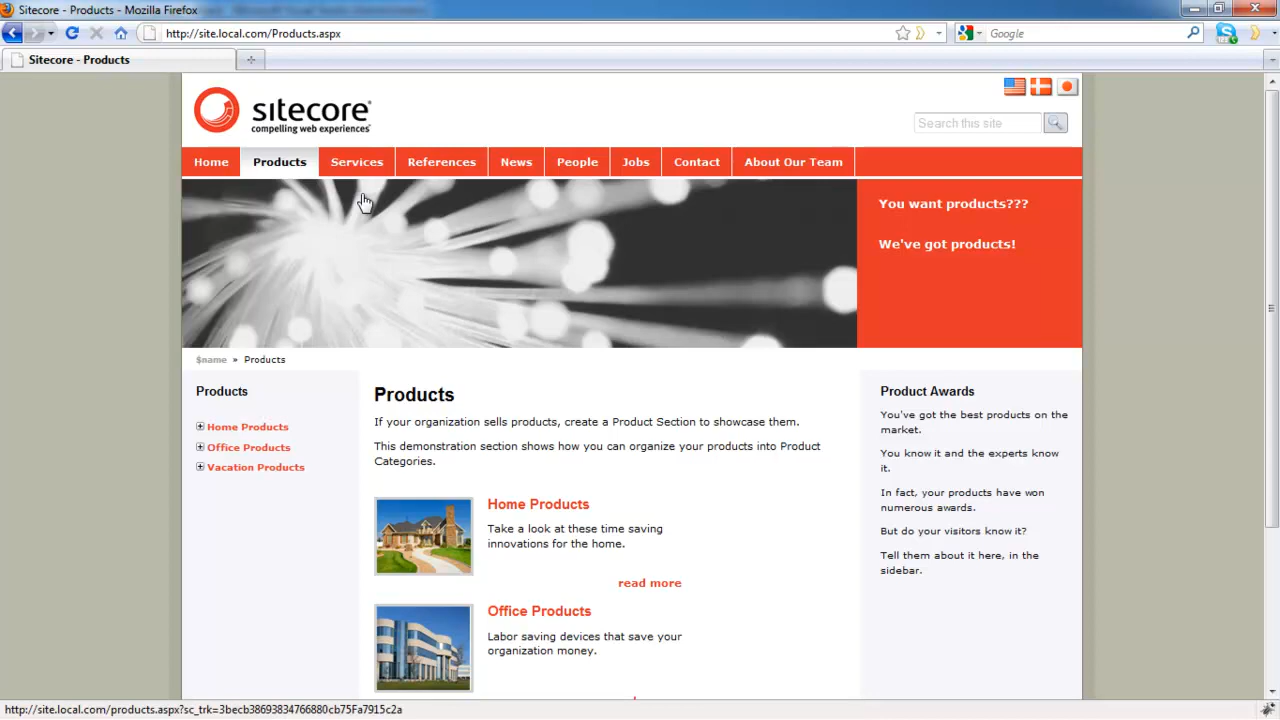 Sitecore - Products - Mozilla Firefox
http://site.local.com/Products.aspx
Google
Sitecore - Products
sitecore
compelling web experiences
Search this site
Home Products Services References News People Jobs Contact About Our Team
You want products???
We've got products!
$name » Products
Products
Home Products
Office Products
Vacation Products
Products
If your organization sells products, create a Product Section to showcase them.
This demonstration section shows how you can organize your products into Product
Categories.
Home Products
Take a look at these time saving
innovations for the home.
read more
Office Products
Labor saving devices that save your
organization money.
Product Awards
You've got the best products on the
market.
You know it and the experts know
it.
In fact, your products have won
numerous awards.
But do your visitors know it?
Tell them about it here, in the
sidebar.
http://site.local.com/products.aspx?sc_trk=3becb38693834766880cb75Fa7915c2a